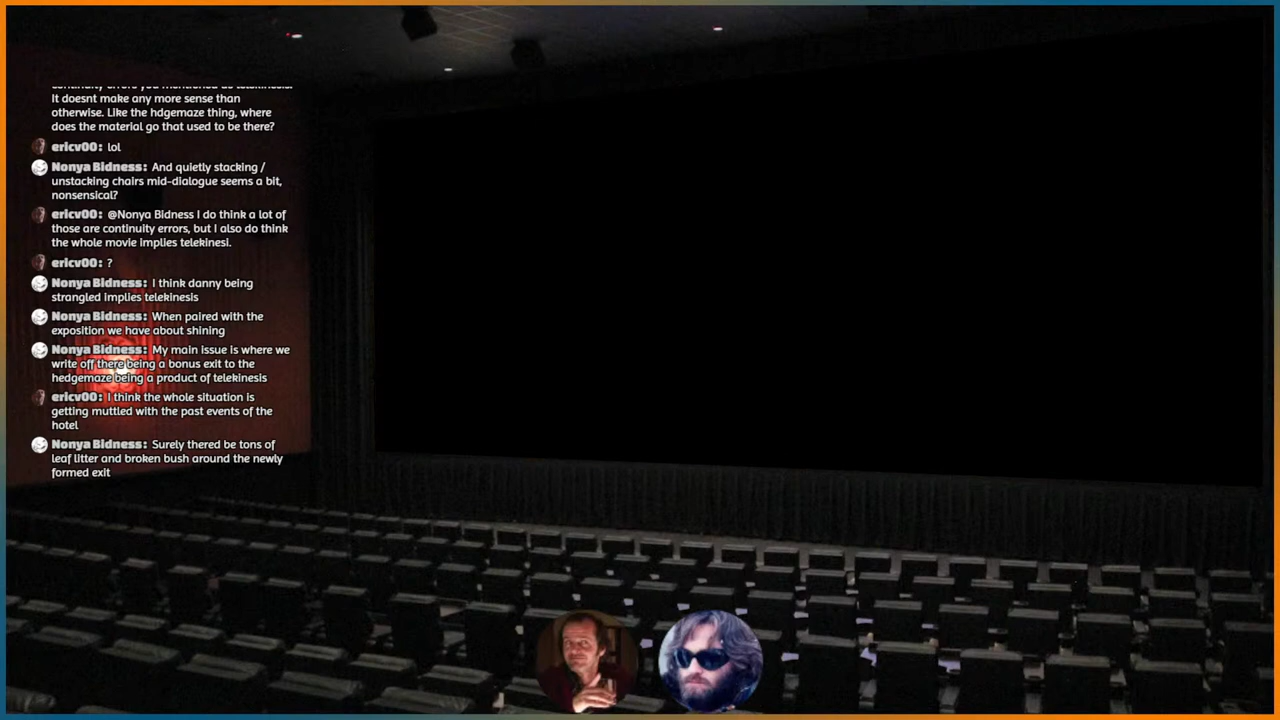 It doesnt make any more sense than
otherwise. Like the hdgemaze thing, where
does the material go that used to be there?
ericv00: lol
Nonya Bidness: And quietly stacking /
unstacking chairs mid-dialogue seems a bit,
nonsensical?
ericv00: @Nonya Bidness I do think a lot of
those are continuity errors, but I also do think
the whole movie implies telekinesi.
ericv00: ?
Nonya Bidness: I think danny being
strangled implies telekinesis
Nonya Bidness: When paired with the
exposition we have about shining
Nonya Bidness: My main issue is where we
write off there being a bonus exit to the
hedgemaze being a product of telekinesis
ericv00: I think the whole situation is
getting muttled with the past events of the
hotel
Nonya Bidness: Surely thered be tons of
leaf litter and broken bush around the newly
formed exit